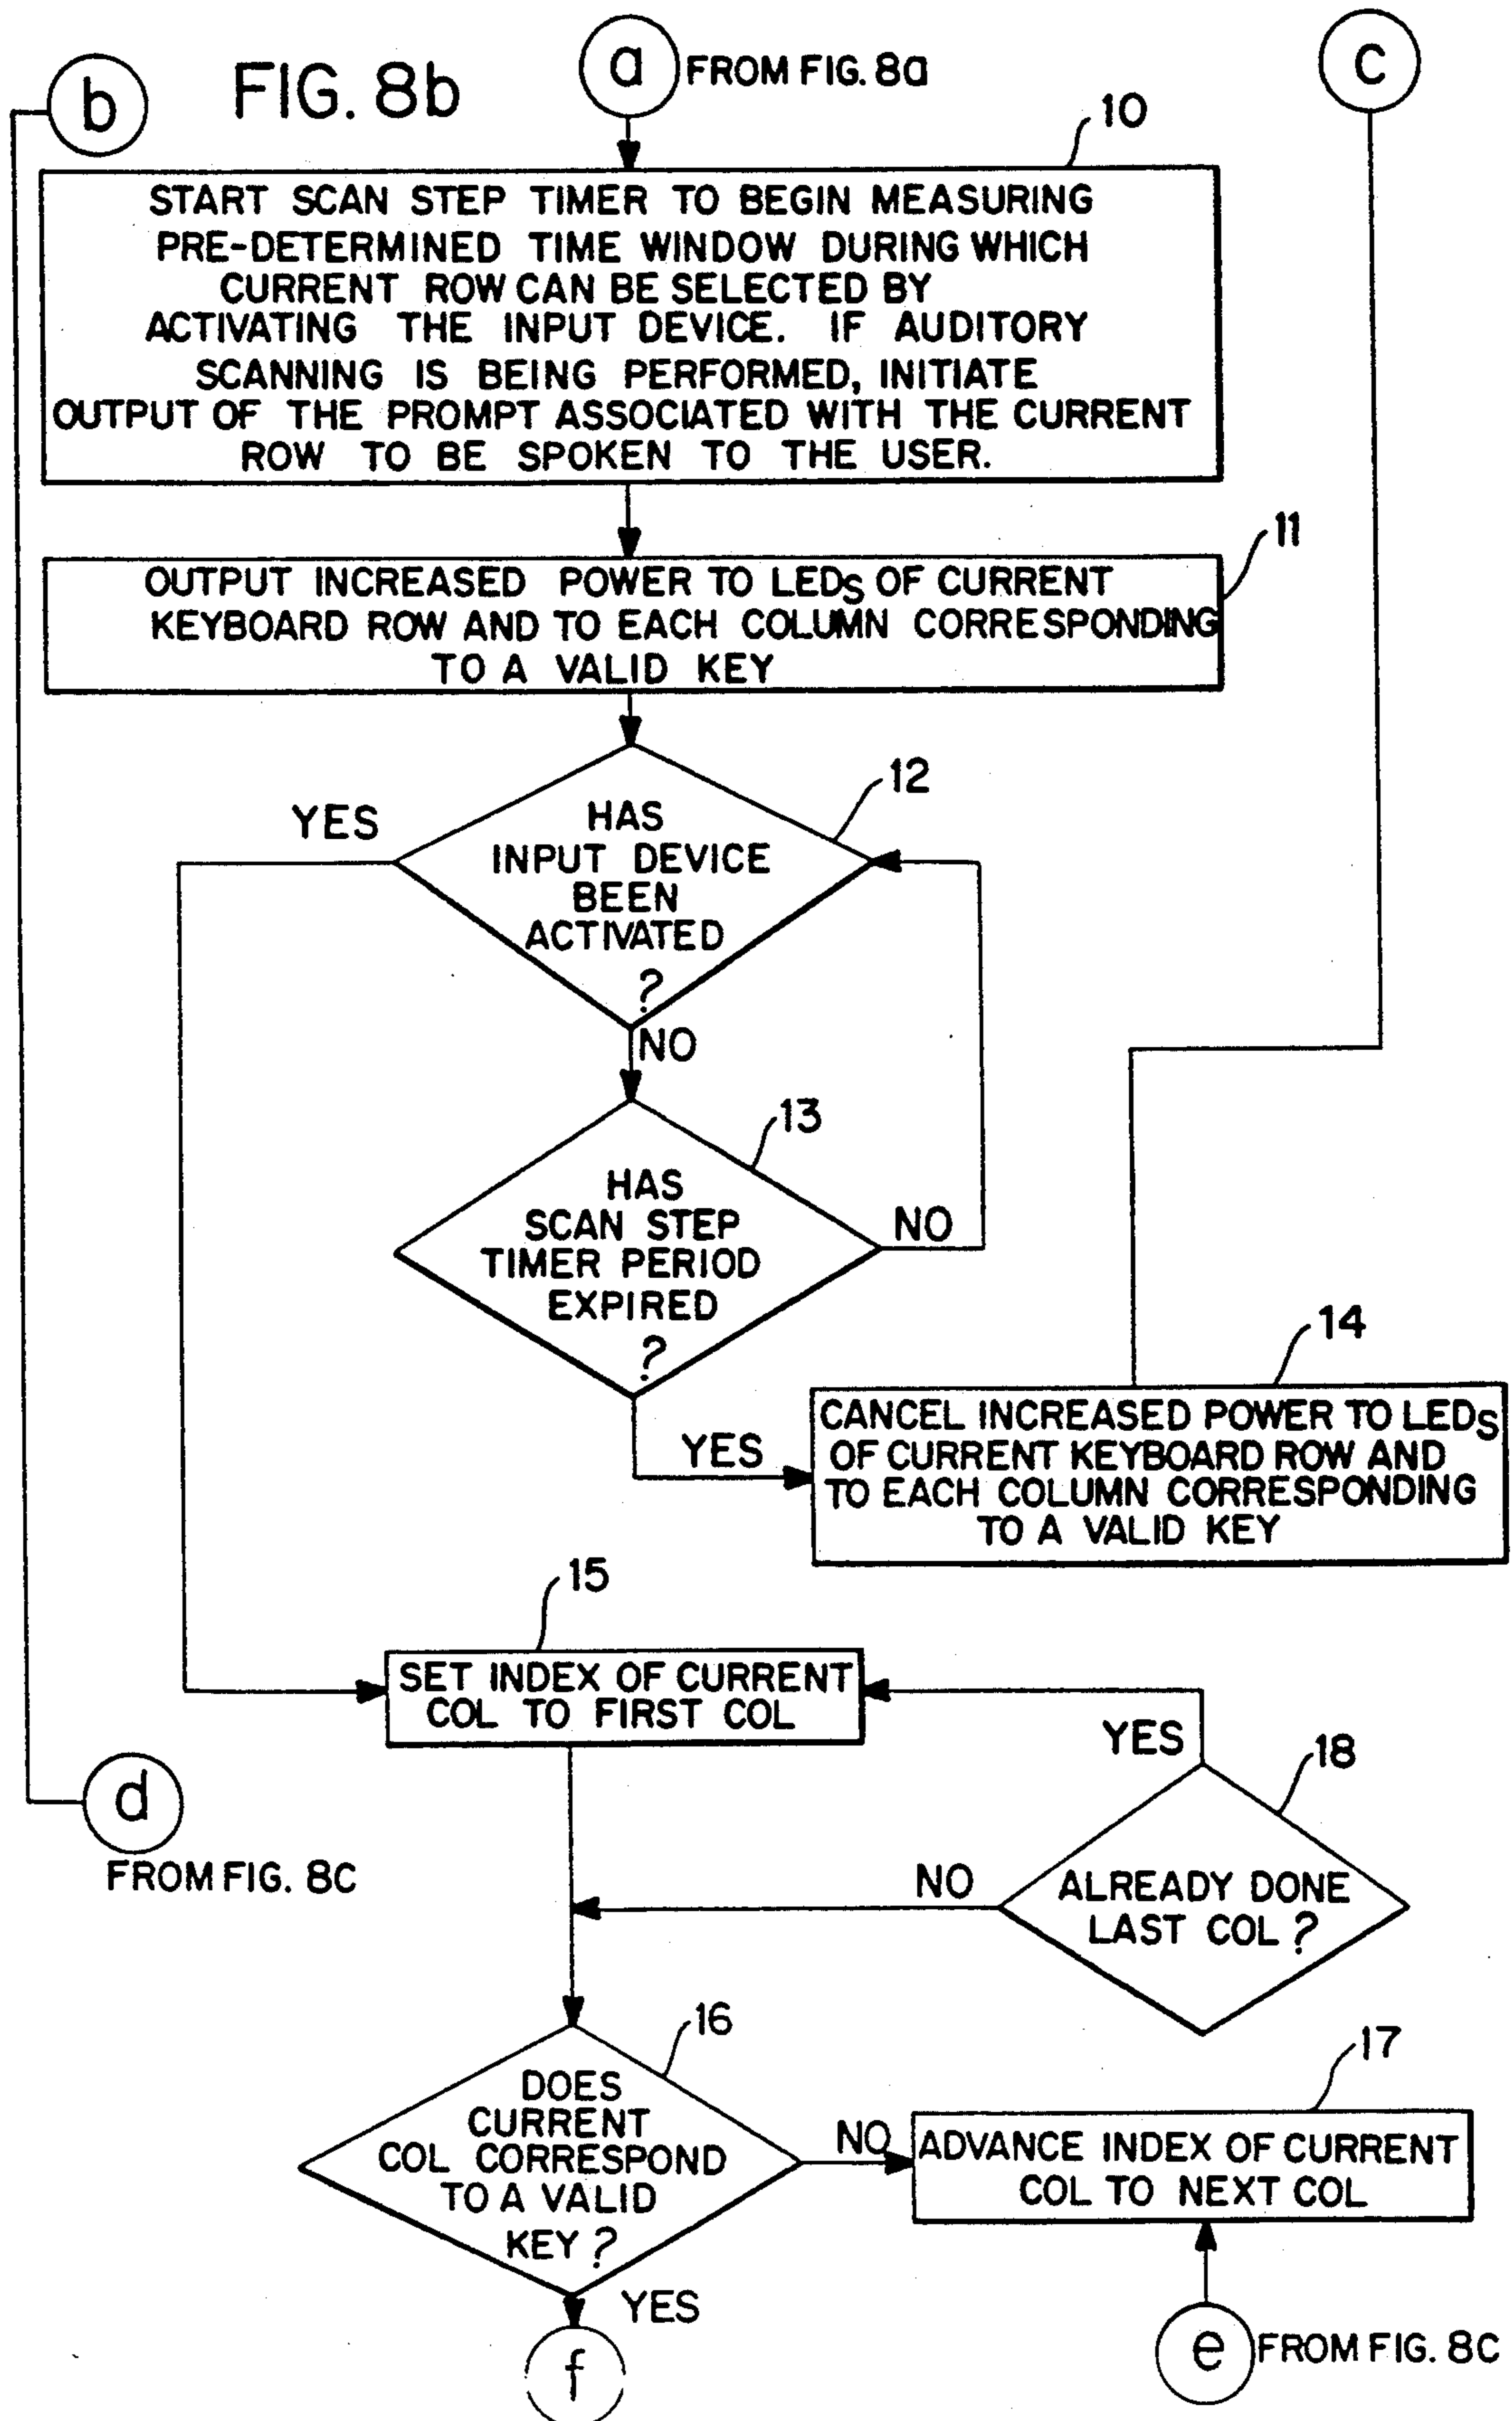 b
FIG. 8b
a
FROM FIG. 8a
c
10
START SCAN STEP TIMER TO BEGIN MEASURING
PRE-DETERMINED TIME WINDOW DURING WHICH
CURRENT ROW CAN BE SELECTED BY
ACTIVATING THE INPUT DEVICE. IF AUDITORY
SCANNING IS BEING PERFORMED, INITIATE
OUTPUT OF THE PROMPT ASSOCIATED WITH THE CURRENT
ROW TO BE SPOKEN TO THE USER.
11
OUTPUT INCREASED POWER TO LEDS OF CURRENT
KEYBOARD ROW AND TO EACH COLUMN CORRESPONDING
TO A VALID KEY
12
YES
HAS
INPUT DEVICE
BEEN
ACTIVATED
?
NO
13
HAS
SCAN STEP
TIMER PERIOD
EXPIRED
?
NO
YES
14
CANCEL INCREASED POWER TO LEDS
OF CURRENT KEYBOARD ROW AND
TO EACH COLUMN CORRESPONDING
TO A VALID KEY
15
SET INDEX OF CURRENT
COL TO FIRST COL
YES
18
d
FROM FIG. 8C
NO
ALREADY DONE
LAST COL ?
16
DOES
CURRENT
COL CORRESPOND
TO A VALID
KEY ?
NO
17
ADVANCE INDEX OF CURRENT
COL TO NEXT COL
YES
f
e
FROM FIG. 8C